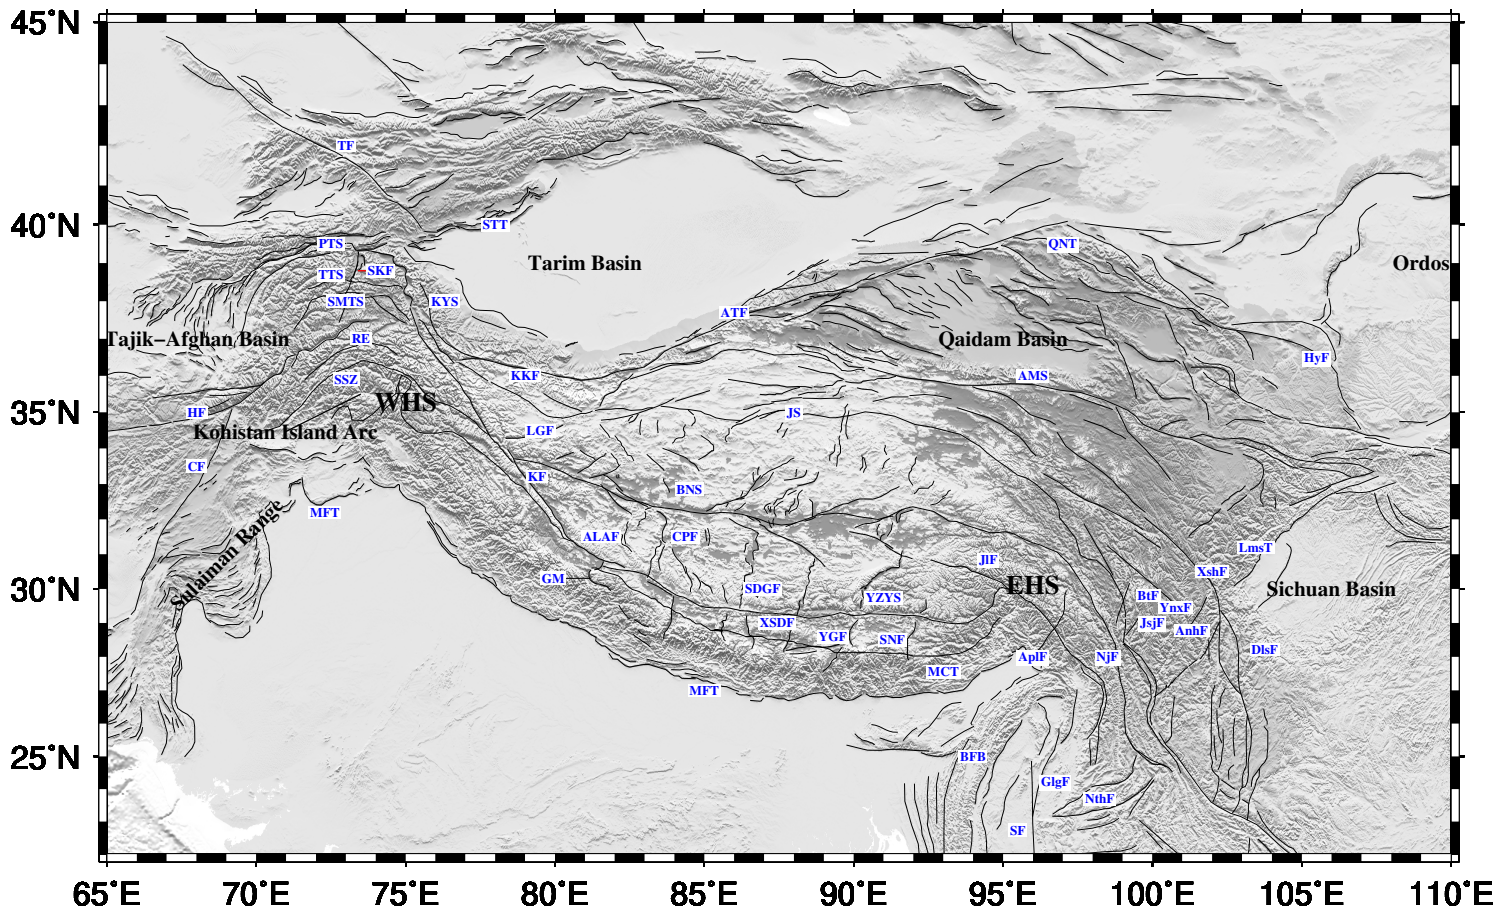 45°N
TF
40°N
STT
PTS
QNT
Tarim Basin
Ordos
TTS
SKF
SMTS
KYS
ATF
Tajik–Afghan Basin
RE
Qaidam Basin
HyF
SSZ
KKF
AMS
WHS
35°N
HF
JS
Kohistan Island Arc
LGF
CF
KF
BNS
MFT
Sulaiman Range
ALAF
CPF
LmsT
JlF
XshF
GM
EHS
30°N
SDGF
Sichuan Basin
YZYS
BtF
YnxF
XSDF
JsjF
AnhF
YGF
SNF
DlsF
AplF
NjF
MCT
MFT
25°N
BFB
GlgF
NthF
SF
65°E 70°E 75°E 80°E 85°E 90°E 95°E 100°E 105°E 110°E